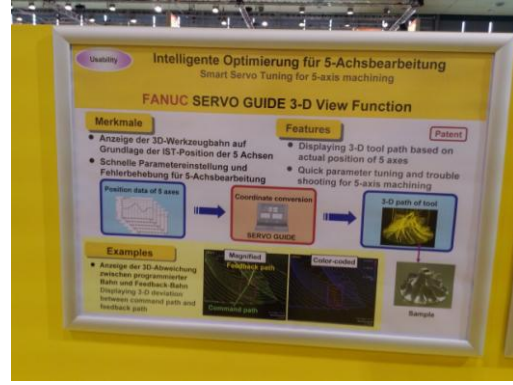 Usability
Intelligente Optimierung für 5-Achsbearbeitung
Smart Servo Tuning for 5-axis machining
FANUC SERVO GUIDE 3-D View Function
Merkmale
• Anzeige der 3D-Werkzeugbahn auf
Grundlage der IST-Position der 5 Achsen
• Schnelle Parametereinstellung und
Fehlerbehebung für 5-Achsbearbeitung
Features
Patent
• Displaying 3-D tool path based on
actual position of 5 axes
• Quick parameter tuning and trouble
shooting for 5-axis machining
Position data of 5 axes
Coordinate conversion
SERVO GUIDE
3-D path of tool
Examples
• Anzeige der 3D-Abweichung
zwischen programmierter
Bahn und Feedback-Bahn
Displaying 3-D deviation
between command path and
feedback path
Magnified
Feedback path
Command path
Color-coded
Sample